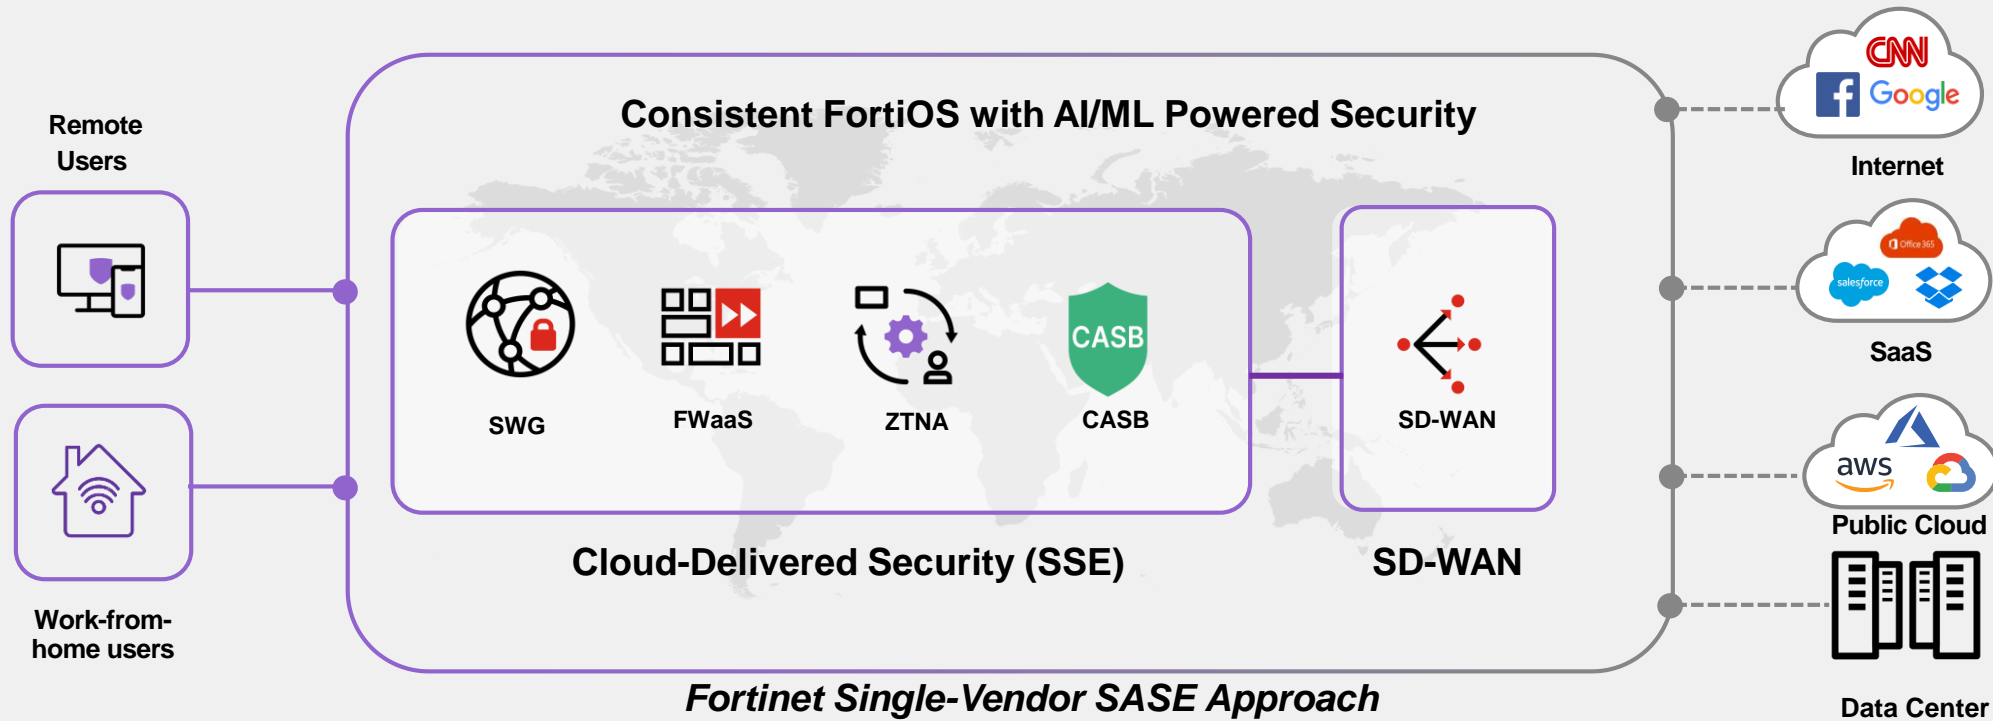 Consistent FortiOS with AI/ML Powered Security
Remote
Users
Work-from-
home users
SWG
FWaaS
ZTNA
CASB
CASB
SD-WAN
Cloud-Delivered Security (SSE)
SD-WAN
Fortinet Single-Vendor SASE Approach
CNN
f Google
Internet
Office 365
salesforce
SaaS
aws
Public Cloud
Data Center